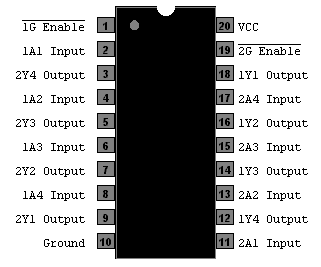 1G Enable 1 20 VCC
1A1 Input 2 19 2G Enable
2Y4 Output 3 18 1Y1 Output
1A2 Input 4 17 2A4 Input
2Y3 Output 5 16 1Y2 Output
1A3 Input 6 15 2A3 Input
2Y2 Output 7 14 1Y3 Output
1A4 Input 8 13 2A2 Input
2Y1 Output 9 12 1Y4 Output
Ground 10 11 2A1 Input